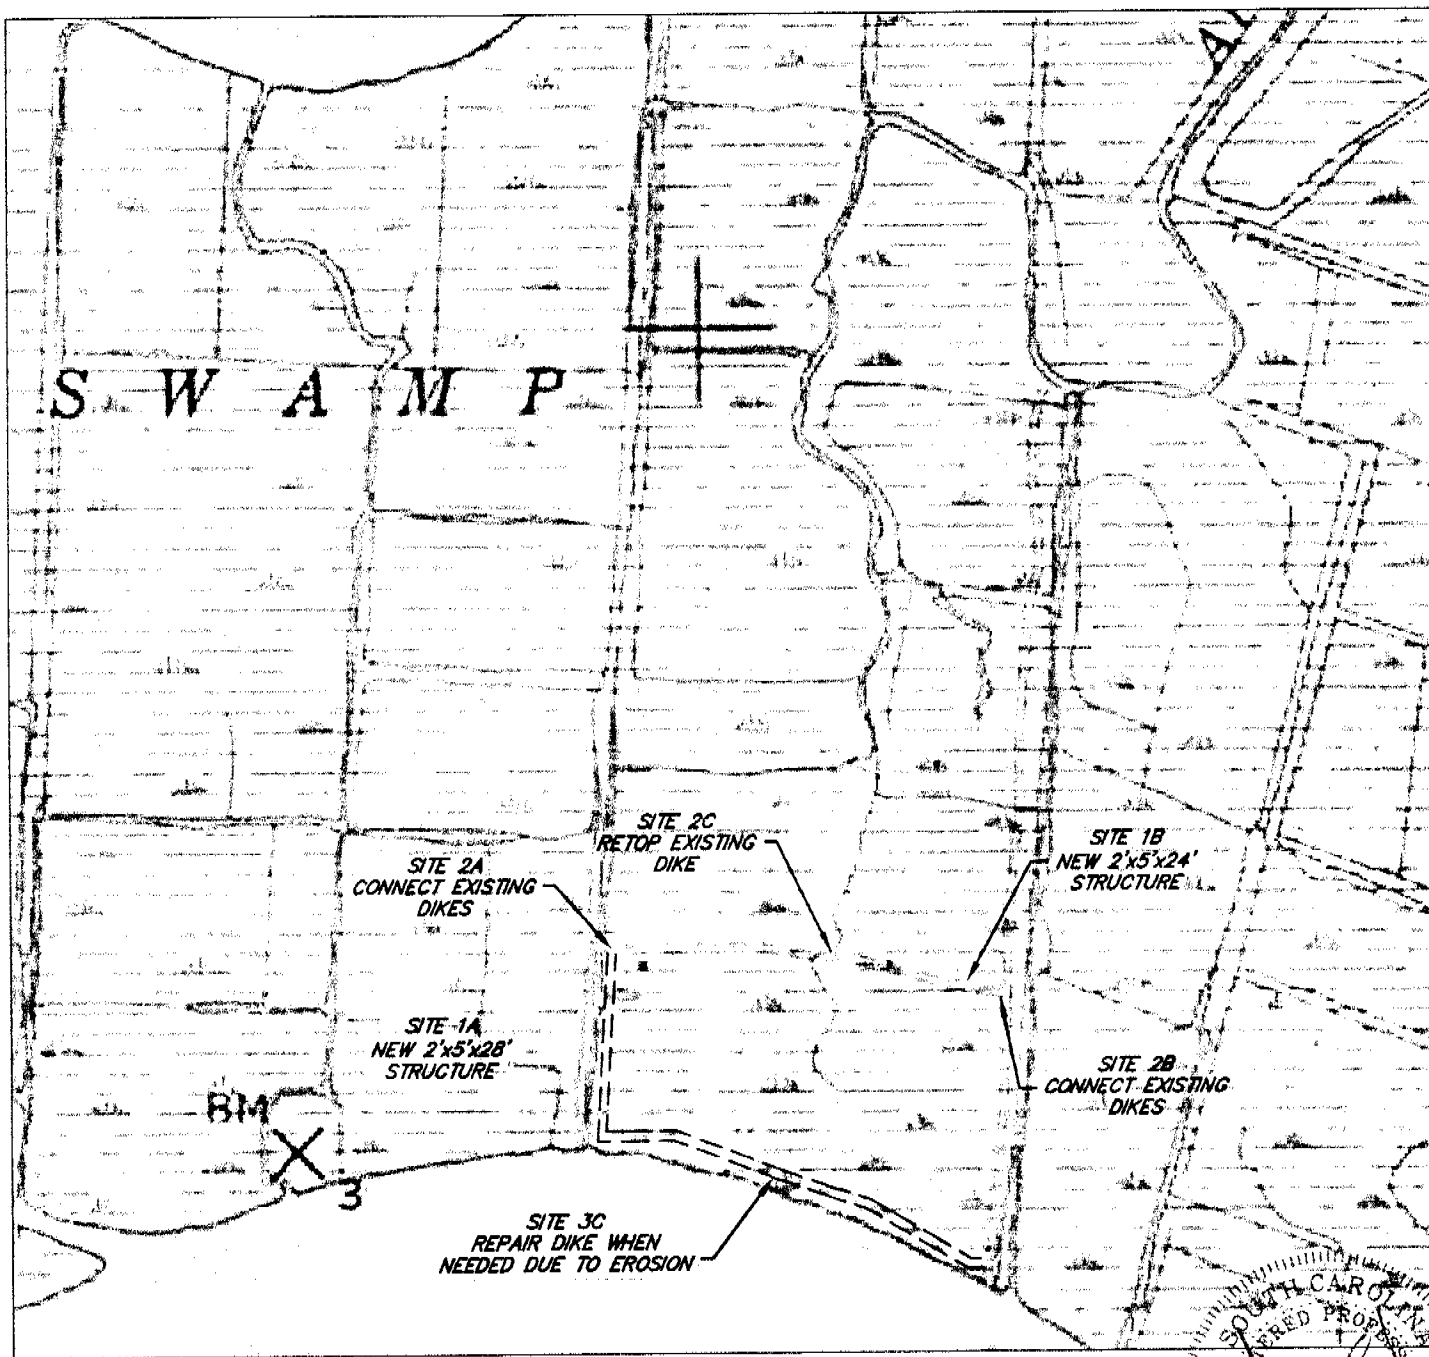 SWAMP
SITE 2C
RETOP EXISTING
DIKE
SITE 1B
NEW 2'x5'x24'
STRUCTURE
SITE 2A
CONNECT EXISTING
DIKES
SITE 1A
NEW 2'x5'x28'
STRUCTURE
SITE 2B
CONNECT EXISTING
DIKES
BM
3
SITE 3C
REPAIR DIKE WHEN
NEEDED DUE TO EROSION
SOUTH CAROLINA